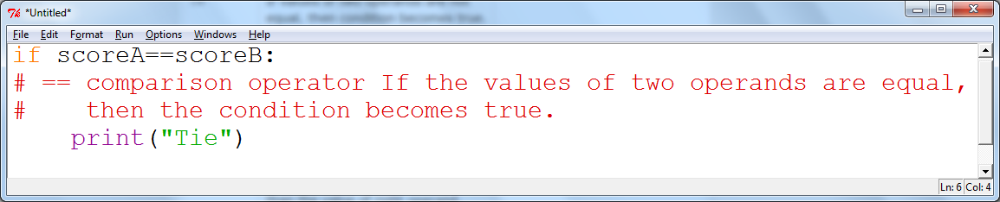 *Untitled*
File Edit Format Run Options Windows Help
if scoreA==scoreB:
# == comparison operator If the values of two operands are equal,
#    then the condition becomes true.
    print("Tie")
Ln: 6 Col: 4